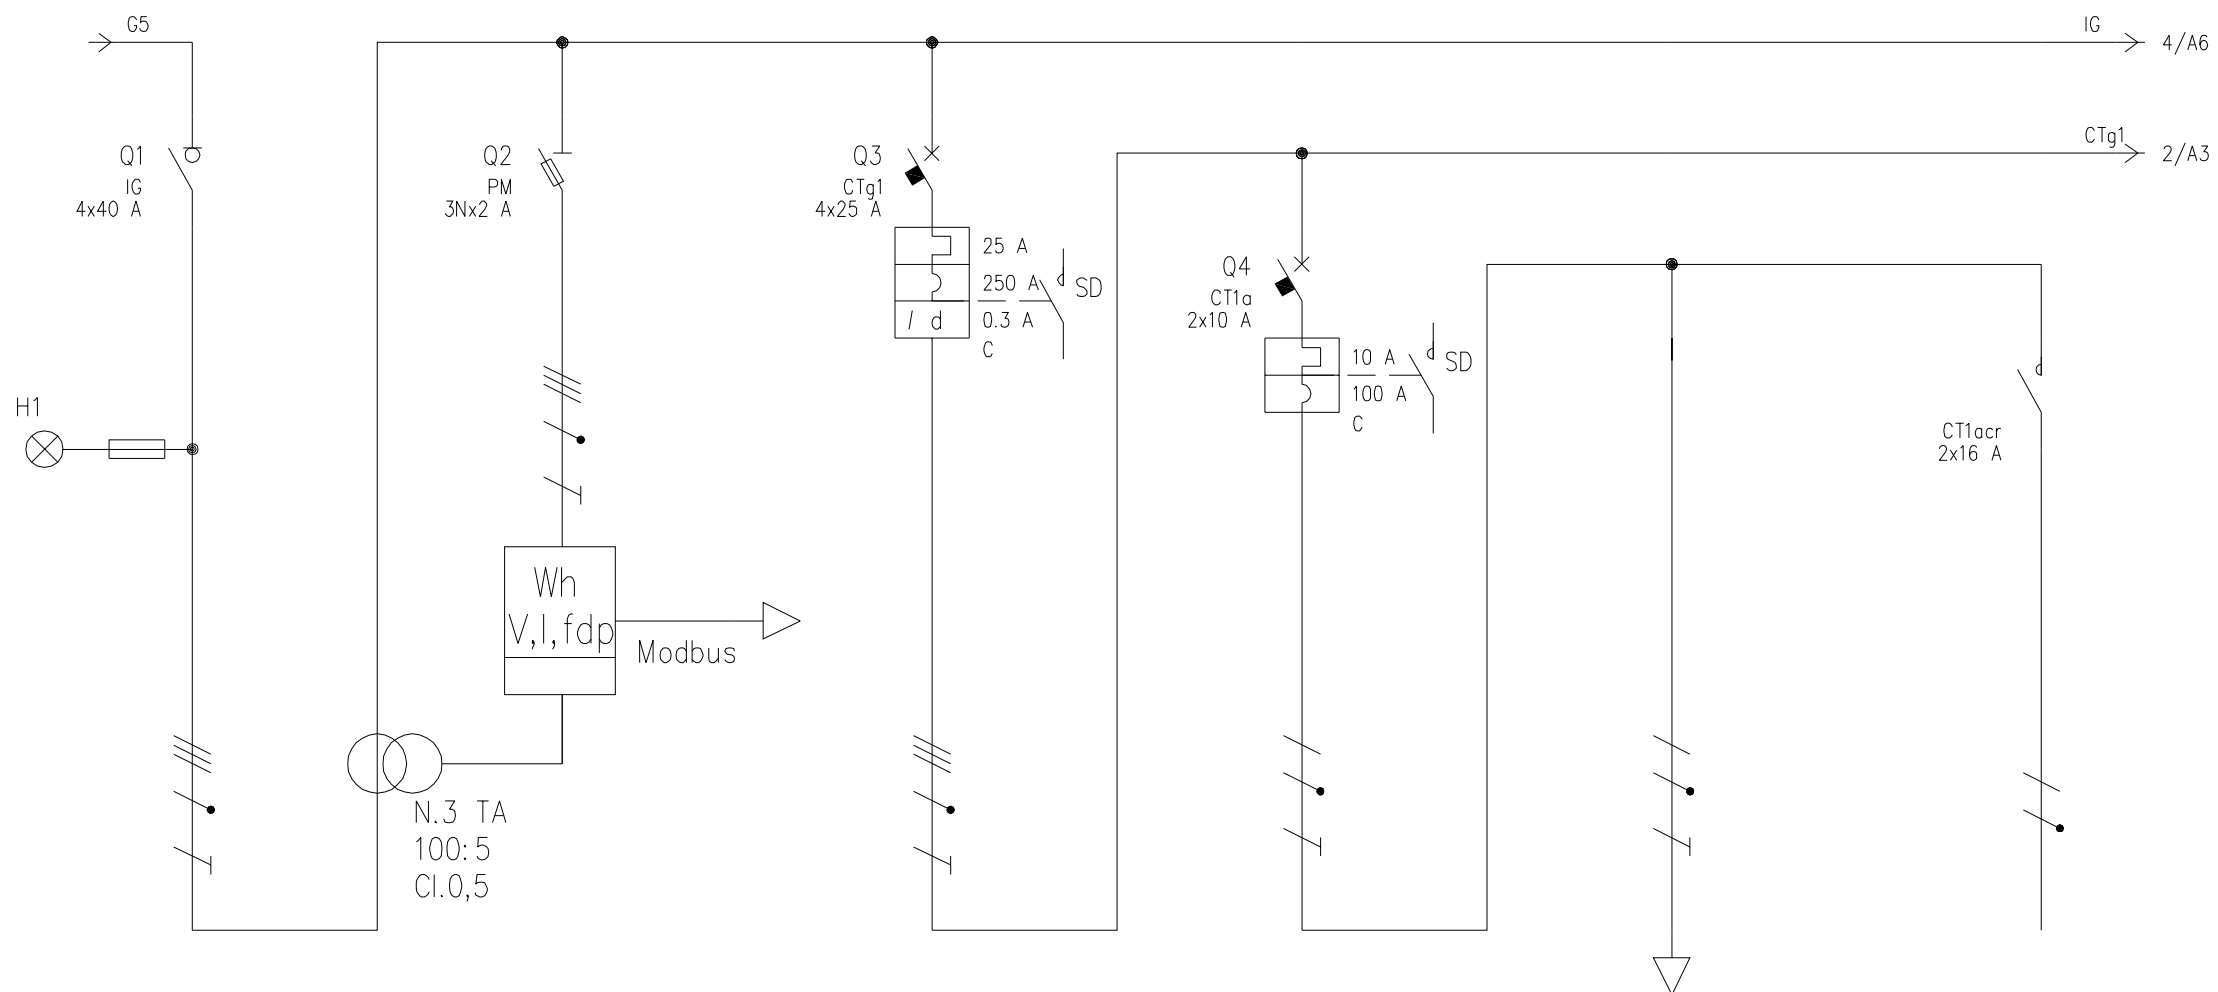 G5
IG
4/A6
CTg1
2/A3
Q1
IG
4x40 A
Q2
PM
3Nx2 A
Q3
CTg1
4x25 A
25 A
250 A
0.3 A
C
I d
SD
Q4
CT1a
2x10 A
10 A
100 A
C
SD
CT1acr
2x16 A
H1
Wh
V,I,fdp
Modbus
N.3 TA
100:5
Cl.0,5